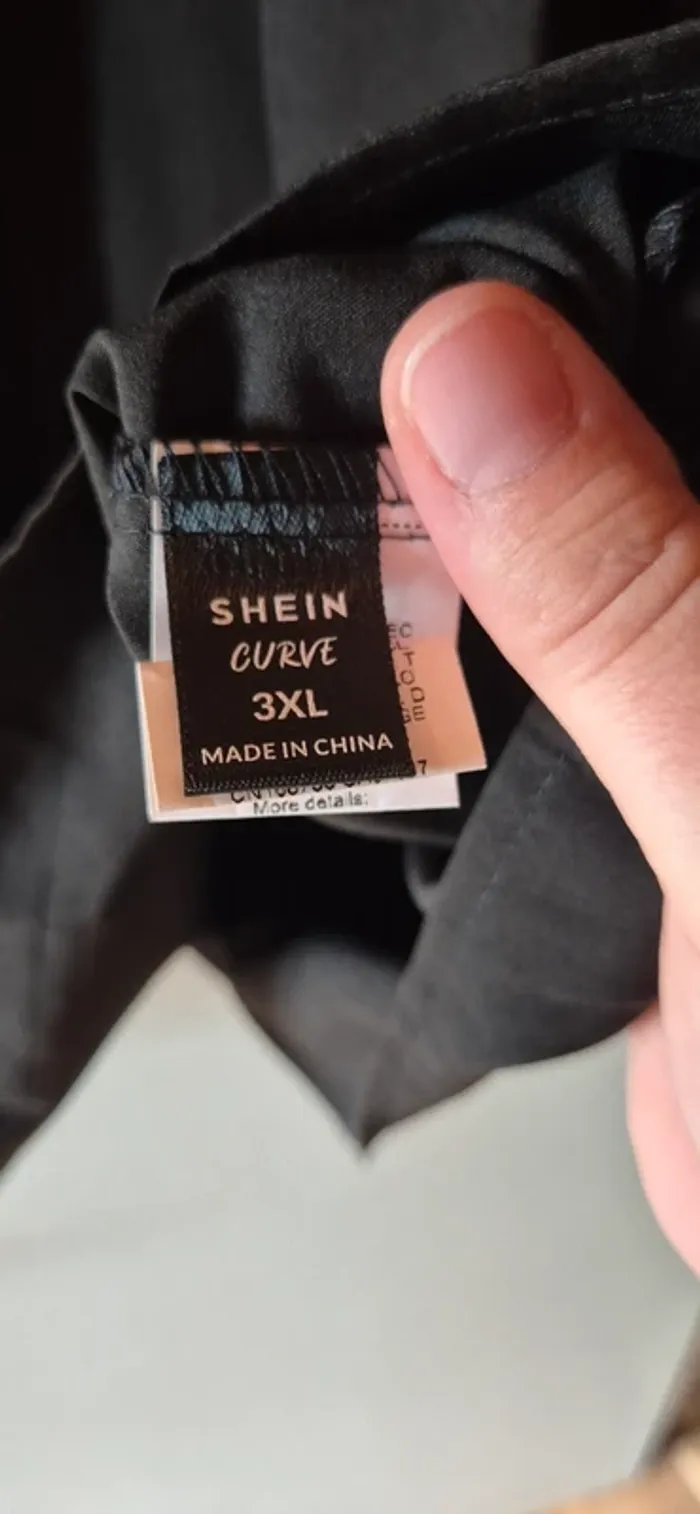 SHEIN
CURVE
3XL
MADE IN CHINA
More details: